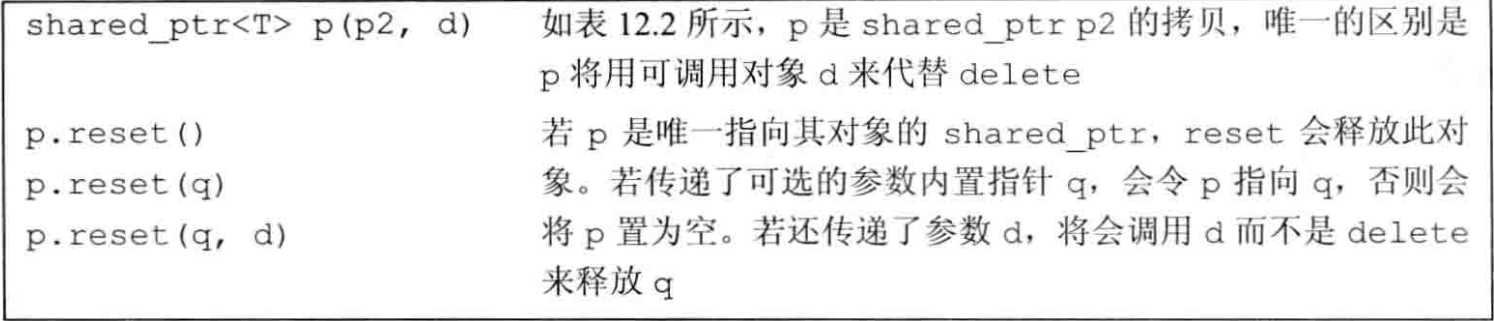 shared_ptr<T> p(p2, d) 如表 12.2 所示，p 是 shared_ptr p2 的拷贝，唯一的区别是
p 将用可调用对象 d 来代替 delete
p.reset() 若 p 是唯一指向其对象的 shared_ptr，reset 会释放此对
p.reset(q) 象。若传递了可选的参数内置指针 q，会令 p 指向 q，否则会
p.reset(q, d) 将 p 置为空。若还传递了参数 d，将会调用 d 而不是 delete
来释放 q